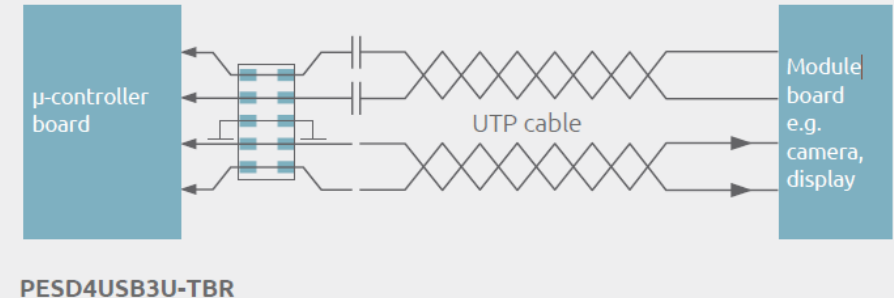 µ-controller
board
UTP cable
Module
board
e.g.
camera,
display
PESD4USB3U-TBR